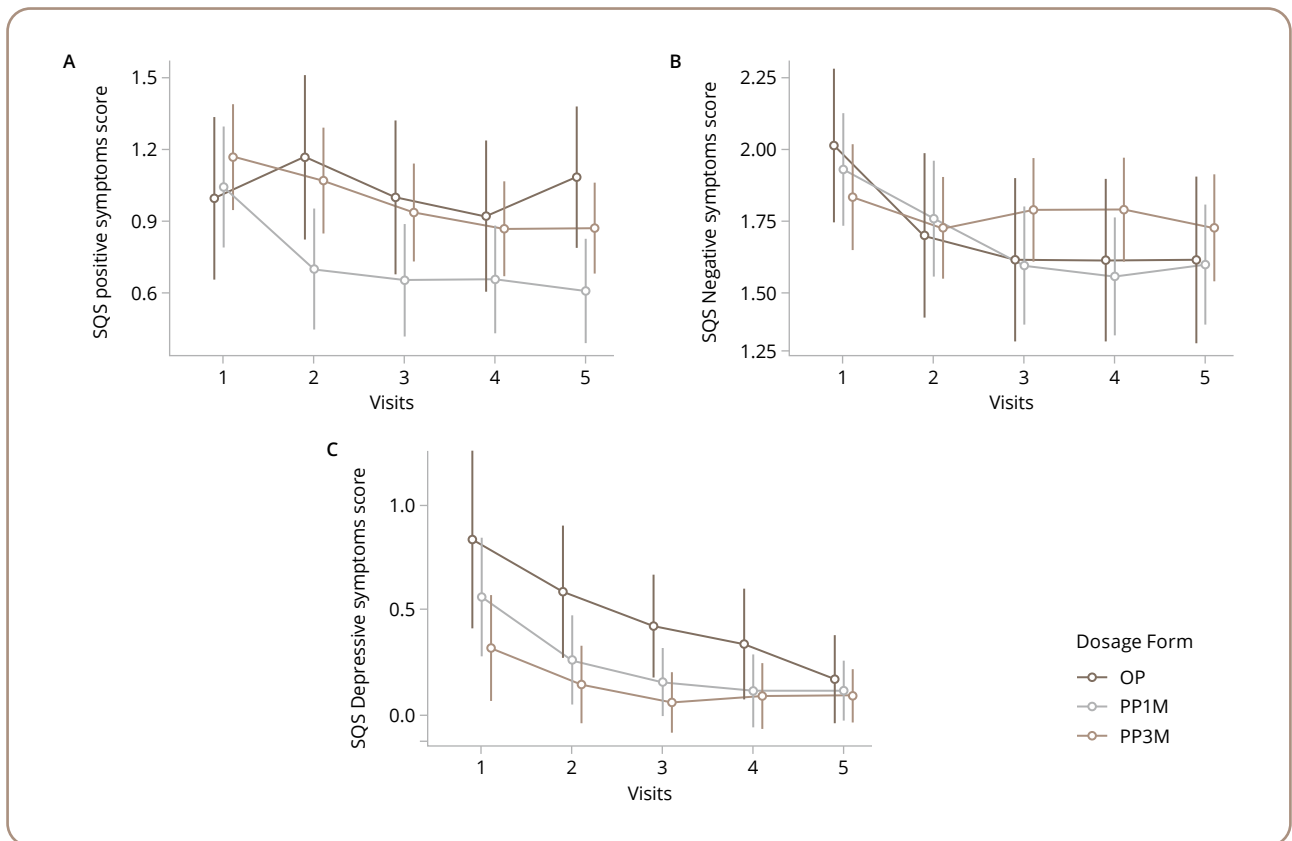 A
SQS positive symptoms score
1.5
1.2
0.9
0.6
1 2 3 4 5
Visits
B
SQS Negative symptoms score
2.25
2.00
1.75
1.50
1.25
1 2 3 4 5
Visits
C
SQS Depressive symptoms score
1.0
0.5
0.0
1 2 3 4 5
Visits
Dosage Form
OP
PP1M
PP3M